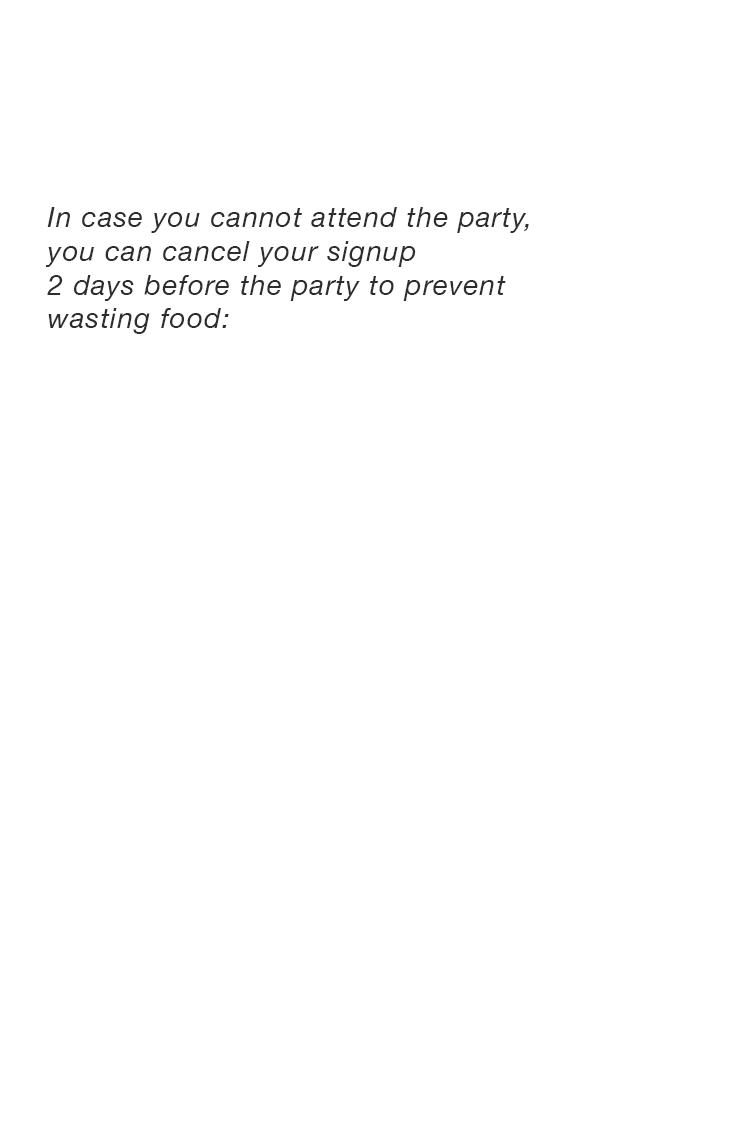 In case you cannot attend the party,
you can cancel your signup
2 days before the party to prevent
wasting food: